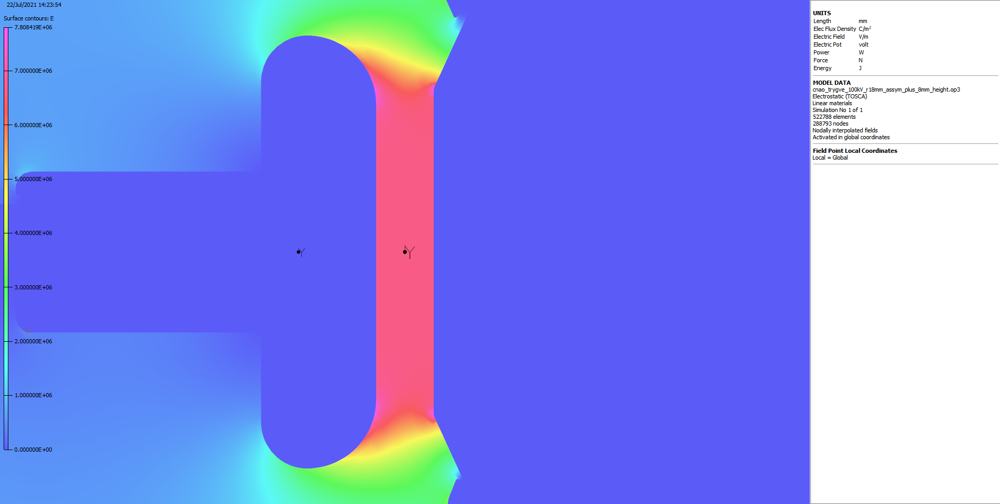 22/Jul/2021 14:23:54
Surface contours: E
7.808419E+06
7.000000E+06
6.000000E+06
5.000000E+06
4.000000E+06
3.000000E+06
2.000000E+06
1.000000E+06
0.000000E+00
Y
Y
UNITS
Length mm
Elec Flux Density C/m²
Electric Field V/m
Electric Pot volt
Power W
Force N
Energy J
MODEL DATA
cnao_trygve_100kV_r18mm_assym_plus_8mm_height.op3
Electrostatic (TOSCA)
Linear materials
Simulation No 1 of 1
522788 elements
288793 nodes
Nodally interpolated fields
Activated in global coordinates
Field Point Local Coordinates
Local = Global